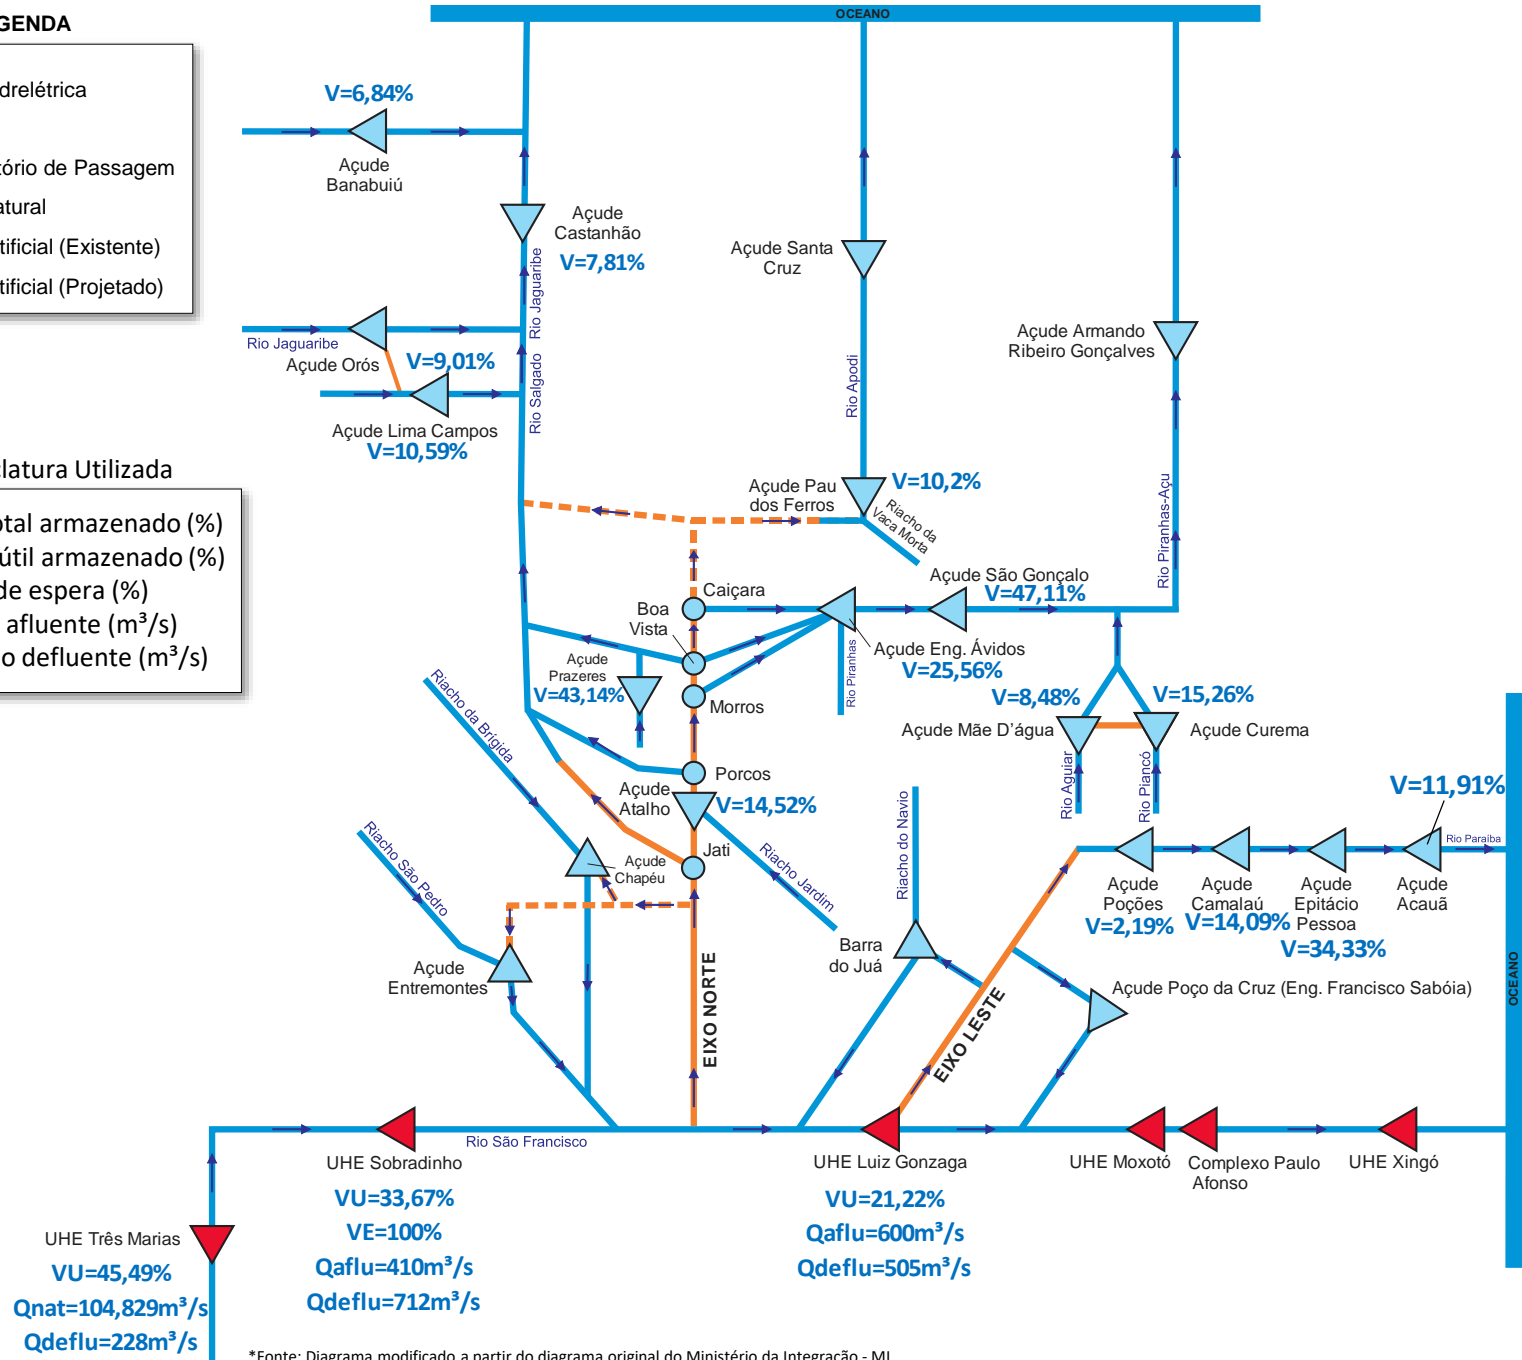 OCEANO
GENDA
drelétrica
tório de Passagem
atural
tificial (Existente)
tificial (Projetado)
V=6,84%
Açude
Banabuiú
Açude
Castanhão
V=7,81%
Rio Jaguaribe
Açude Santa
Cruz
Açude Armando
Ribeiro Gonçalves
Rio Jaguaribe
Açude Orós
V=9,01%
Rio Salgado
Rio Apodi
Açude Lima Campos
V=10,59%
clatura Utilizada
otal armazenado (%)
útil armazenado (%)
de espera (%)
afluente (m³/s)
o defluente (m³/s)
Açude Pau
dos Ferros
V=10,2%
Riacho da
Vaca Morta
Rio Piranhas-Açu
Açude São Gonçalo
V=47,11%
Caiçara
Boa
Vista
Açude Eng. Ávidos
V=25,56%
Rio Piranhas
Açude
Prazeres
V=43,14%
Morros
Riacho da Brígida
V=8,48%
V=15,26%
Açude Mãe D'água
Açude Curema
Rio Aguiar
Rio Piancó
Porcos
Açude
Atalho
V=14,52%
V=11,91%
Riacho São Pedro
Açude
Chapéu
Jati
Riacho Jardim
Riacho do Navio
Rio Paraíba
Açude
Poções
V=2,19%
Açude
Camalaú
V=14,09%
Açude
Epitácio
Pessoa
V=34,33%
Açude
Acauã
Açude
Entremontes
Barra
do Juá
Açude Poço da Cruz (Eng. Francisco Sabóia)
EIXO NORTE
EIXO LESTE
OCEANO
Rio São Francisco
UHE Sobradinho
VU=33,67%
VE=100%
Qaflu=410m³/s
Qdeflu=712m³/s
UHE Luiz Gonzaga
VU=21,22%
Qaflu=600m³/s
Qdeflu=505m³/s
UHE Moxotó
Complexo Paulo
Afonso
UHE Xingó
UHE Três Marias
VU=45,49%
Qnat=104,829m³/s
Qdeflu=228m³/s
*Fonte: Diagrama modificado a partir do diagrama original do Ministério da Integração - MI